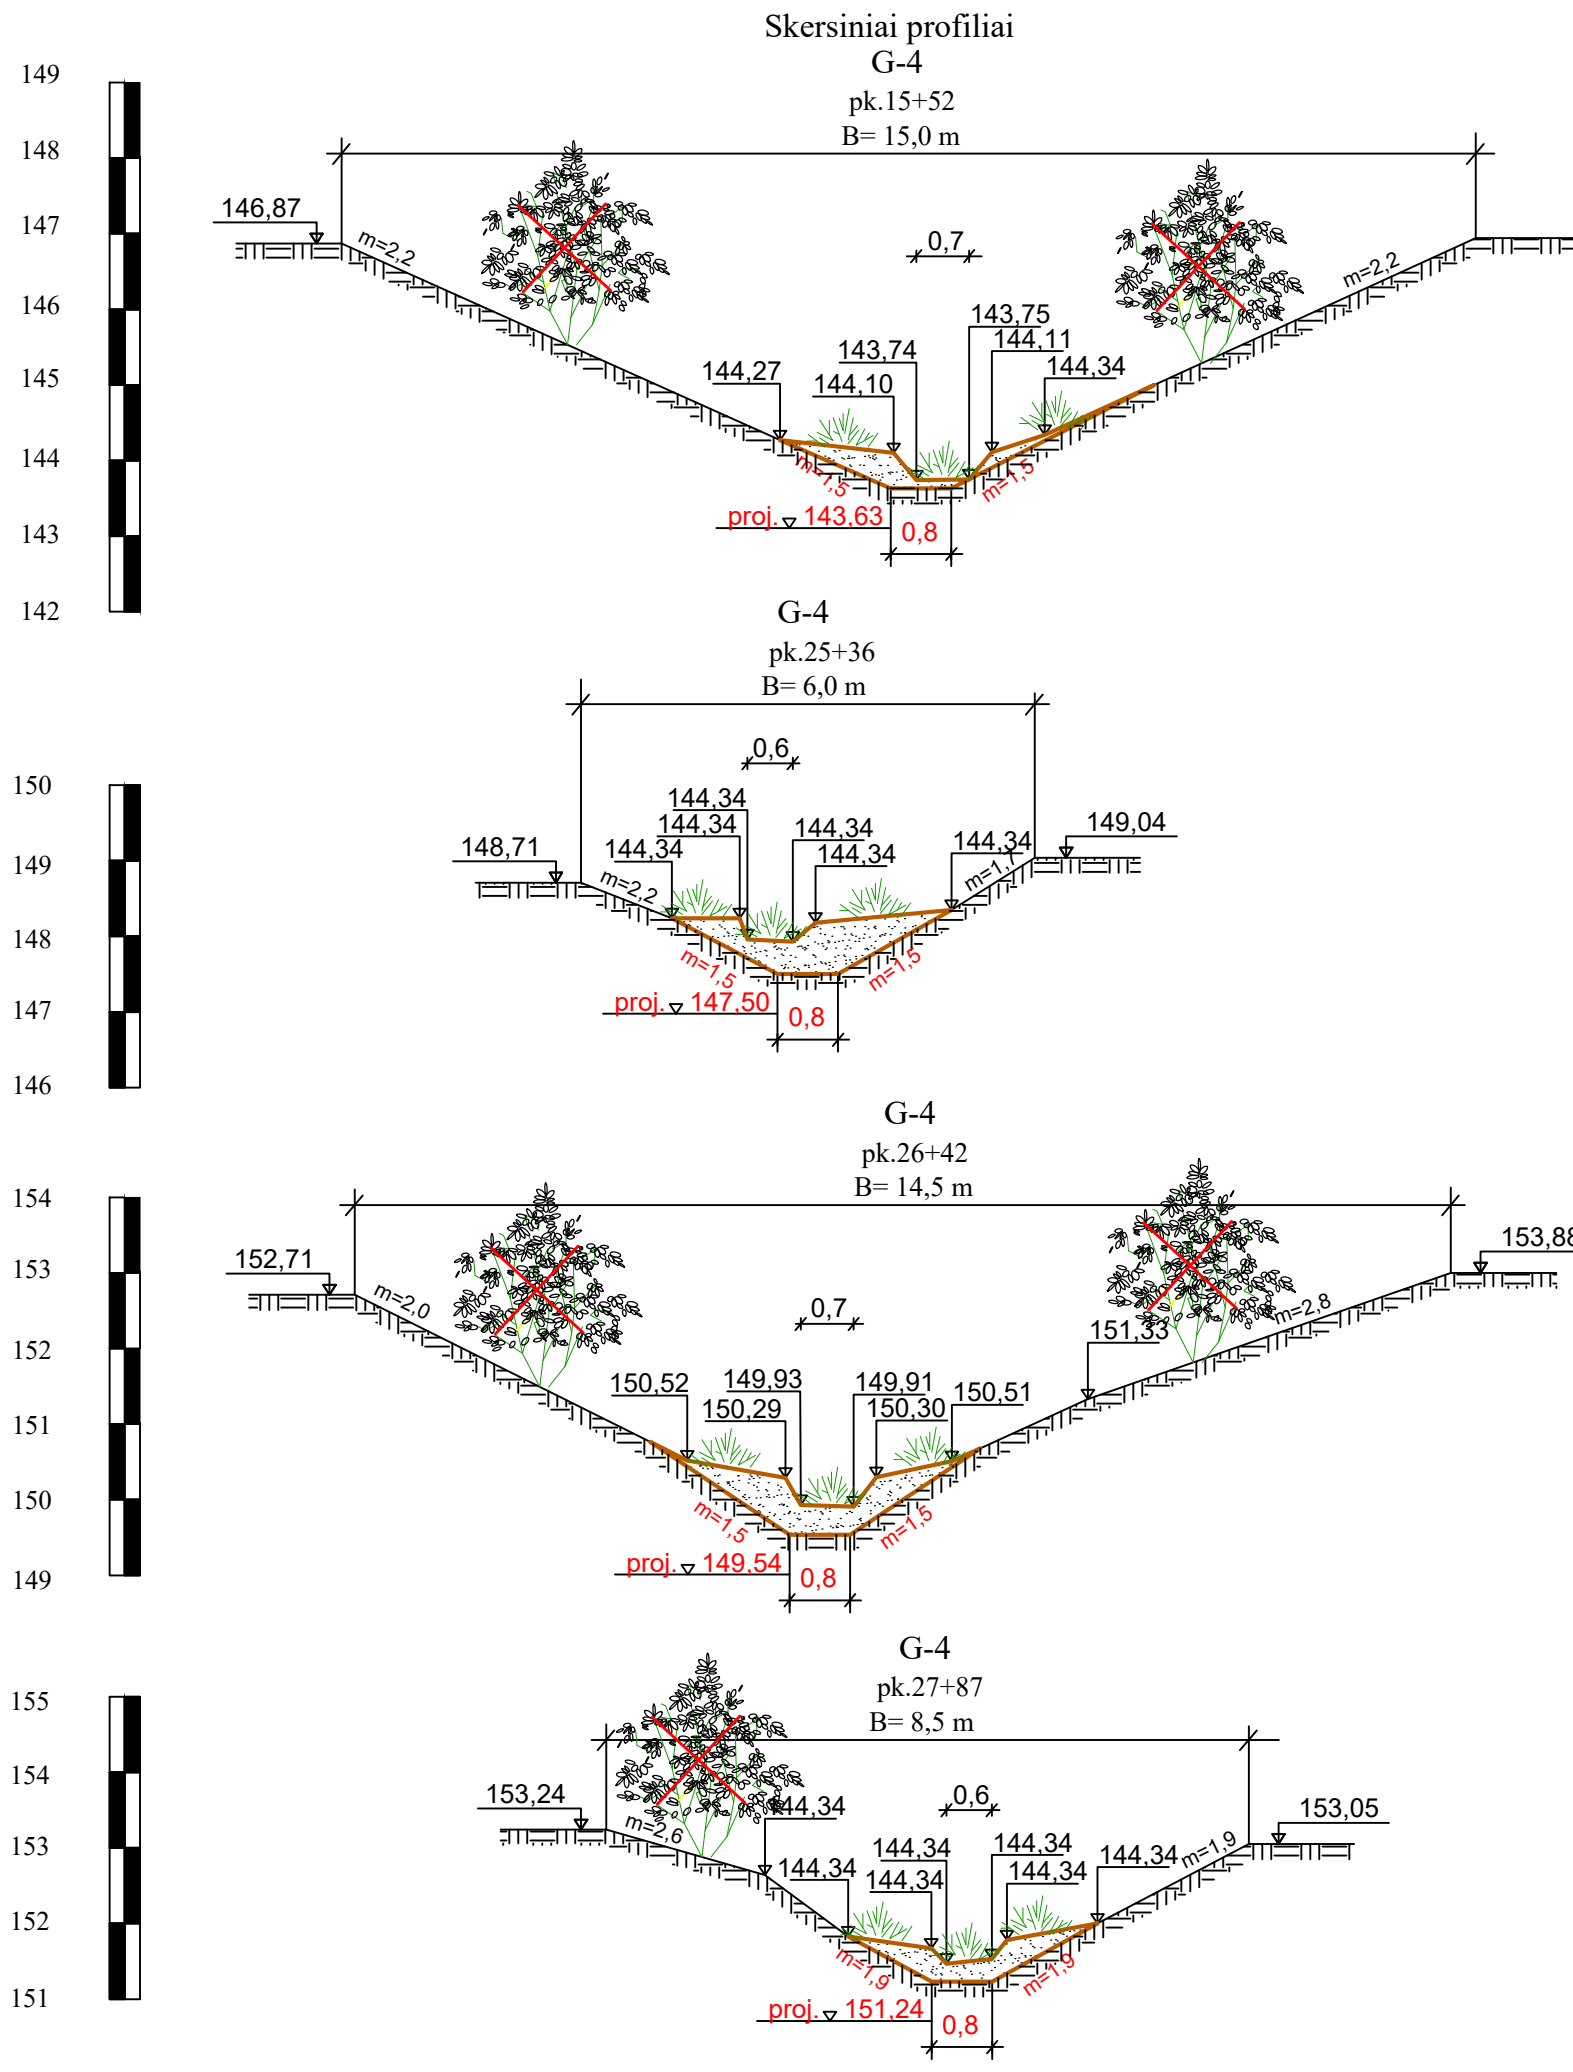 Skersiniai profiliai
G-4
pk.15+52
B= 15,0 m
149
148
147
146
145
144
143
142
146,87
m=2,2
0,7
m=2,2
143,75
144,11
143,74
144,34
144,27
144,10
m=1,5
m=1,5
proj. 143,63
0,8
G-4
pk.25+36
B= 6,0 m
150
149
148
147
146
0,6
144,34
144,34
144,34
149,04
148,71
144,34
144,34
144,34
m=2,2
m=1,7
m=1,5
m=1,5
proj. 147,50
0,8
G-4
pk.26+42
B= 14,5 m
154
153
152
151
150
149
152,71
153,88
m=2,0
0,7
m=2,8
151,33
150,52
149,93
149,91
150,51
150,29
150,30
m=1,5
m=1,5
proj. 149,54
0,8
G-4
pk.27+87
B= 8,5 m
155
154
153
152
151
153,24
144,34
0,6
153,05
m=2,6
m=1,9
144,34
144,34
144,34
144,34
144,34
144,34
m=1,9
m=1,9
proj. 151,24
0,8